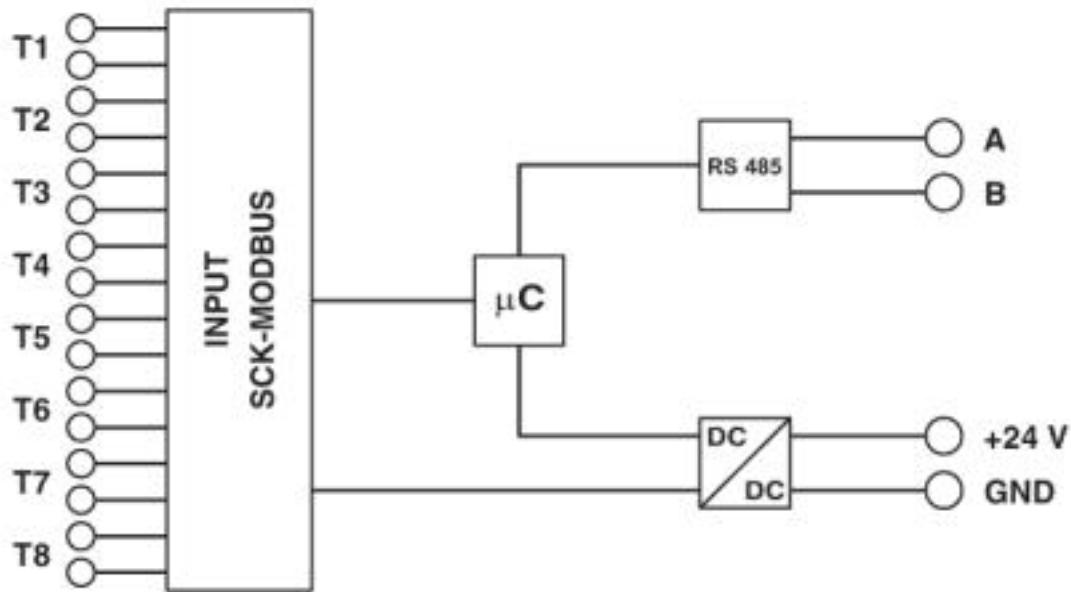 T1
T2
T3
T4
T5
T6
T7
T8
INPUT
SCK-MODBUS
µC
RS 485
A
B
DC
DC
+24 V
GND